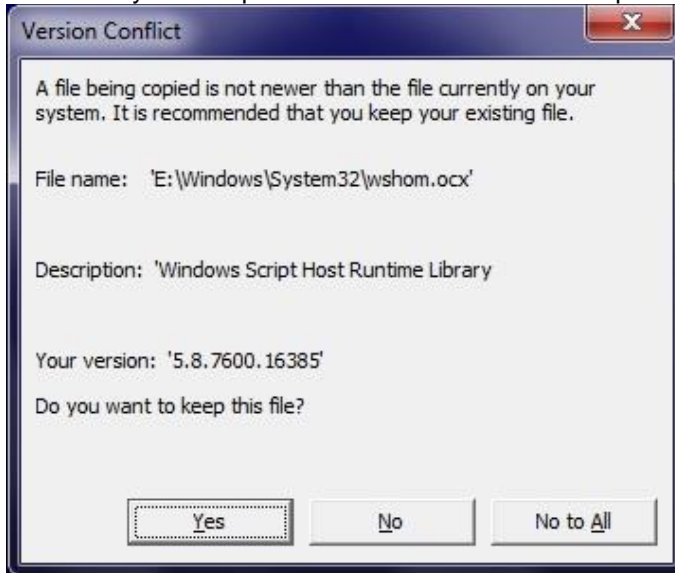 Version Conflict
A file being copied is not newer than the file currently on your
system. It is recommended that you keep your existing file.
File name: 'E:\Windows\System32\wshom.ocx'
Description: 'Windows Script Host Runtime Library
Your version: '5.8.7600.16385'
Do you want to keep this file?
Yes No No to All